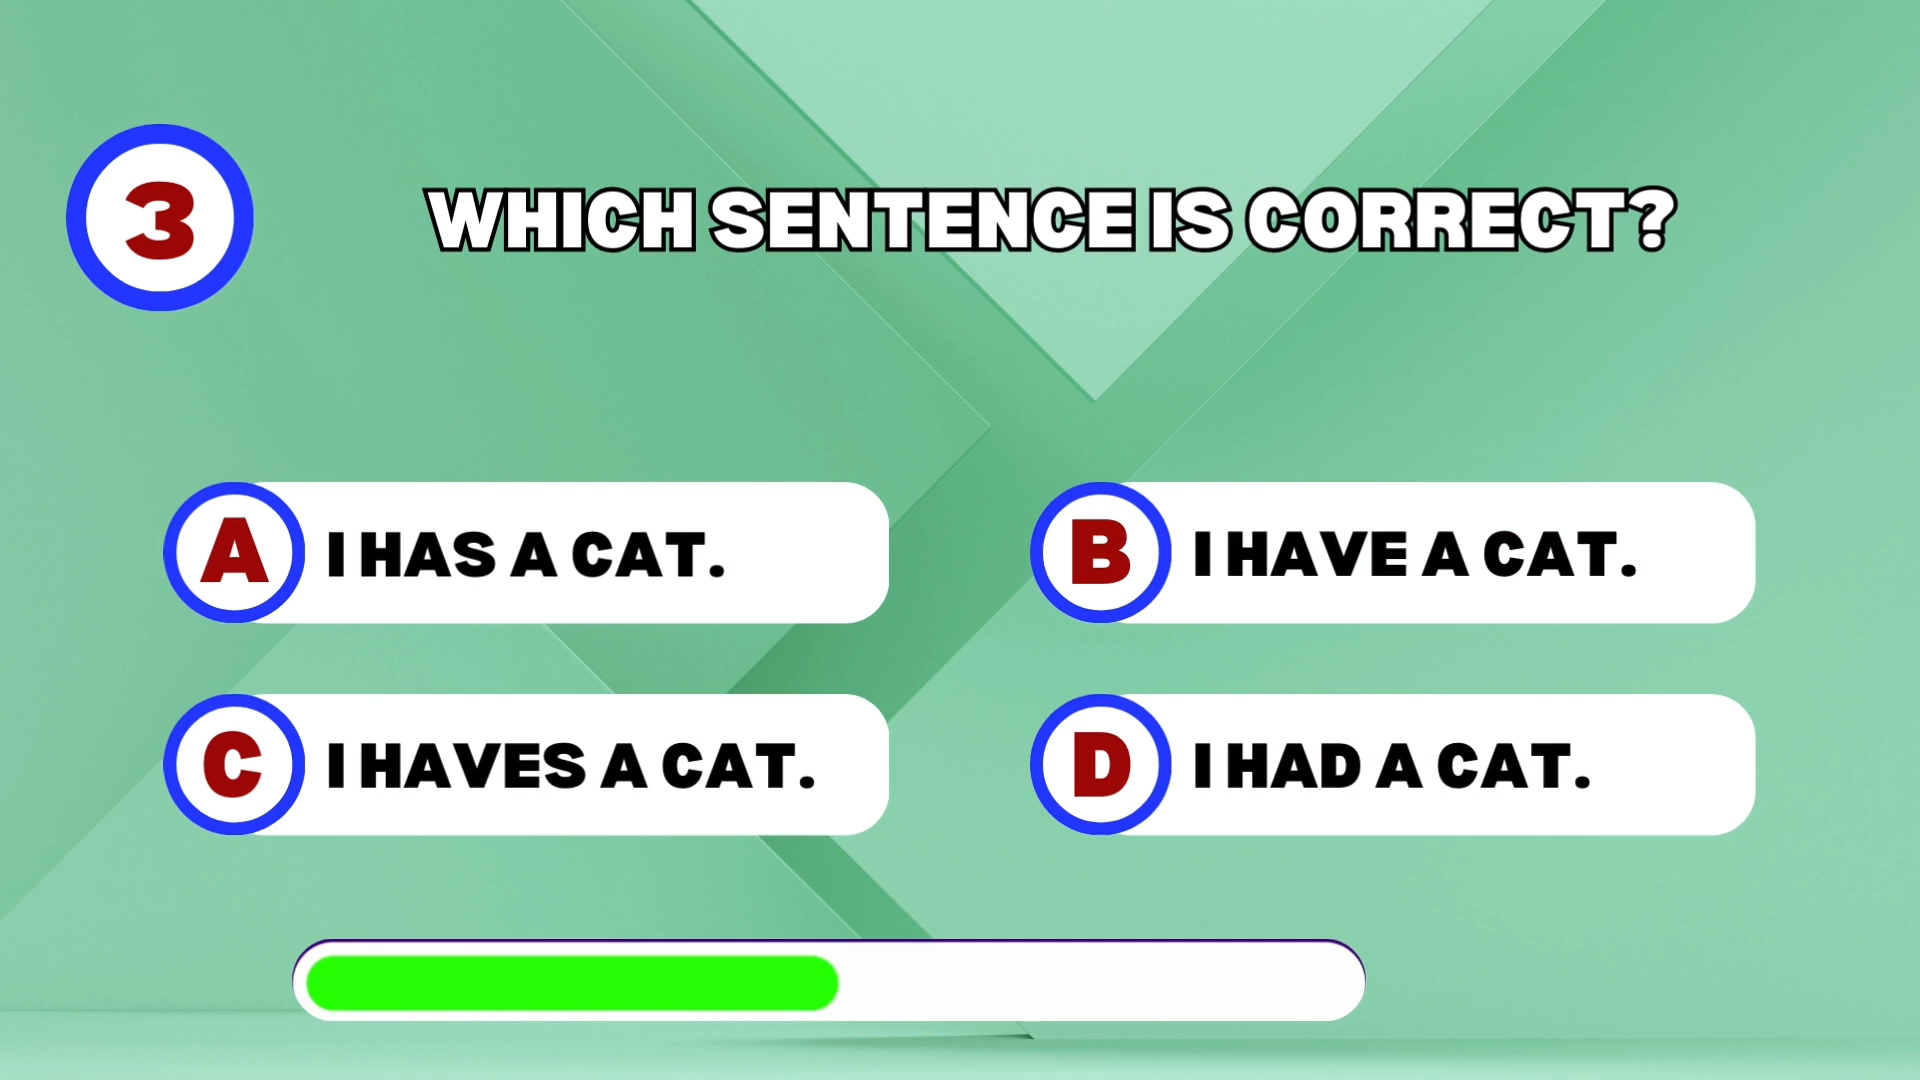 3
WHICH SENTENCE IS CORRECT?
A I HAS A CAT.
B I HAVE A CAT.
C I HAVES A CAT.
D I HAD A CAT.